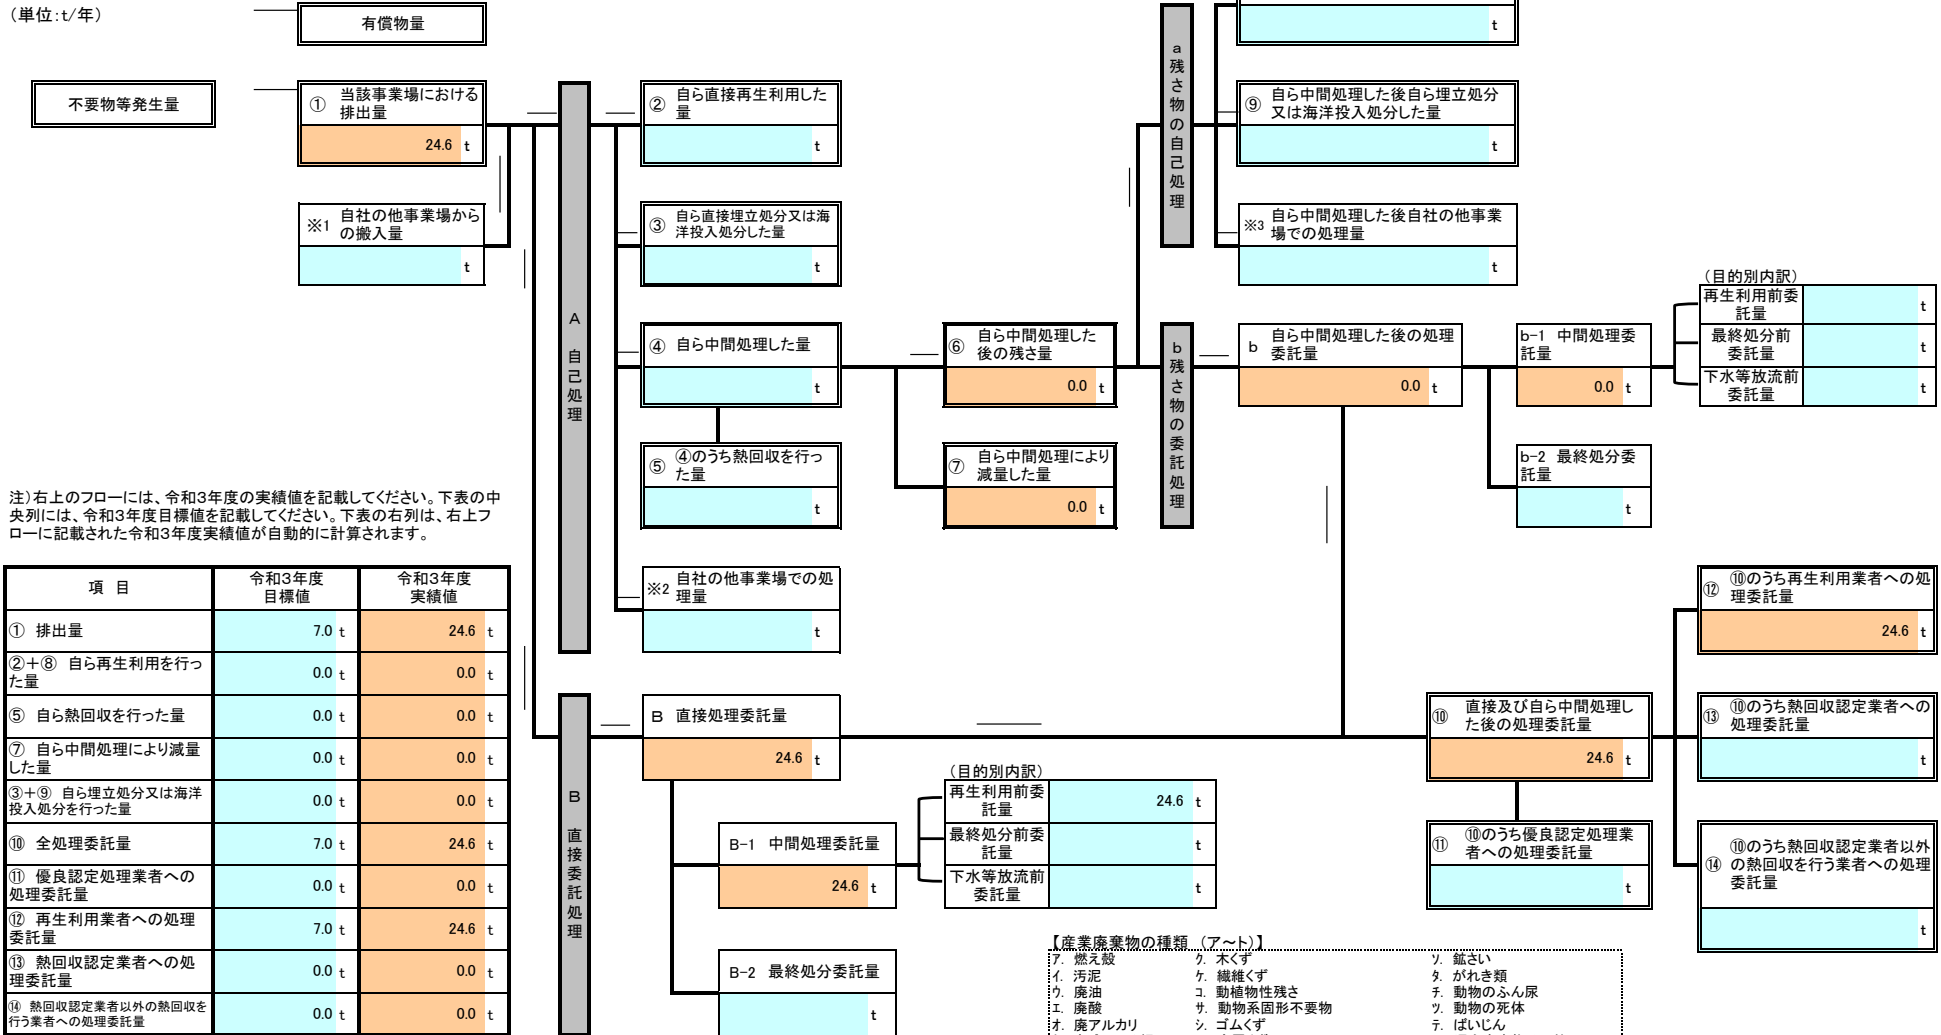 (単位:t/年)
有償物量
不要物等発生量
① 当該事業場における
排出量
24.6 t
※1 自社の他事業場から
の搬入量
t
A 自己処理
② 自ら直接再生利用した
量
t
③ 自ら直接埋立処分又は海
洋投入処分した量
t
④ 自ら中間処理した量
t
⑤ ④のうち熱回収を行っ
た量
t
※2 自社の他事業場での処
理量
t
⑥ 自ら中間処理した
後の残さ量
0.0 t
⑦ 自ら中間処理により
減量した量
0.0 t
a 残さ物の自己処理
t
⑨ 自ら中間処理した後自ら埋立処分
又は海洋投入処分した量
t
※3 自ら中間処理した後自社の他事業
場での処理量
t
b 残さ物の委託処理
b 自ら中間処理した後の処理
委託量
0.0 t
b-1 中間処理委
託量
0.0 t
b-2 最終処分委
託量
t
(目的別内訳)
再生利用前委
託量
t
最終処分前
委託量
t
下水等放流前
委託量
t
注)右上のフローには、令和3年度の実績値を記載してください。下表の中
央列には、令和3年度目標値を記載してください。下表の右列は、右上フ
ローに記載された令和3年度実績値が自動的に計算されます。
項 目 令和3年度
目標値 令和3年度
実績値
① 排出量 7.0 t 24.6 t
②+⑧ 自ら再生利用を行っ
た量 0.0 t 0.0 t
⑤ 自ら熱回収を行った量 0.0 t 0.0 t
⑦ 自ら中間処理により減量
した量 0.0 t 0.0 t
③+⑨ 自ら埋立処分又は海洋
投入処分を行った量 0.0 t 0.0 t
⑩ 全処理委託量 7.0 t 24.6 t
⑪ 優良認定処理業者への
処理委託量 0.0 t 0.0 t
⑫ 再生利用業者への処理
委託量 7.0 t 24.6 t
⑬ 熱回収認定業者への処
理委託量 0.0 t 0.0 t
⑭ 熱回収認定業者以外の熱回収を
行う業者への処理委託量 0.0 t 0.0 t
B 直接委託処理
B 直接処理委託量
24.6 t
B-1 中間処理委託量
24.6 t
B-2 最終処分委託量
t
(目的別内訳)
再生利用前委
託量
24.6 t
最終処分前委
託量
t
下水等放流前
委託量
t
⑩ 直接及び自ら中間処理し
た後の処理委託量
24.6 t
⑪ ⑩のうち優良認定処理業
者への処理委託量
t
⑫ ⑩のうち再生利用業者への処
理委託量
24.6 t
⑬ ⑩のうち熱回収認定業者への
処理委託量
t
⑭ ⑩のうち熱回収認定業者以外
の熱回収を行う業者への処理
委託量
t
【産業廃棄物の種類 (ア~ト)】
ア. 燃え殻 ク. 木くず ソ. 鉱さい
イ. 汚泥 ケ. 繊維くず タ. がれき類
ウ. 廃油 コ. 動植物性残さ チ. 動物のふん尿
エ. 廃酸 サ. 動物系固形不要物 ツ. 動物の死体
オ. 廃アルカリ シ. ゴムくず テ. ばいじん